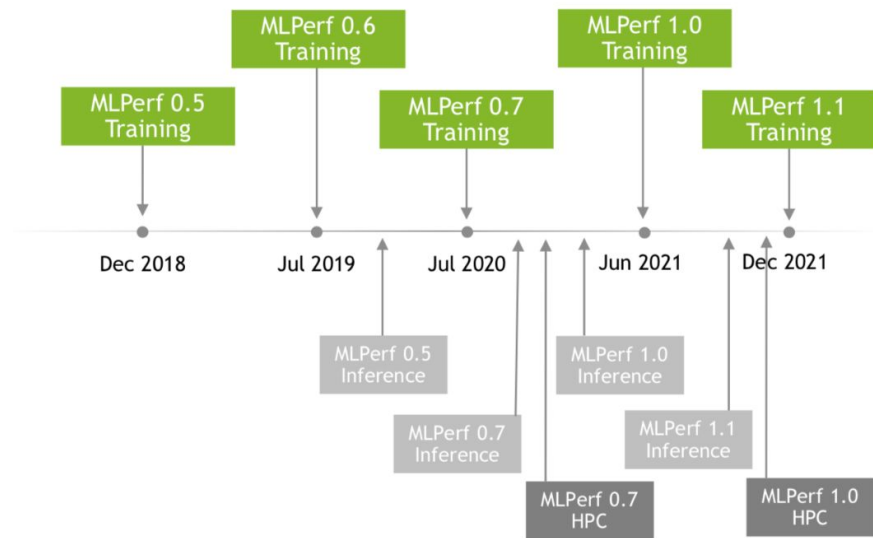 MLPerf 0.6
Training
MLPerf 1.0
Training
MLPerf 0.5
Training
MLPerf 0.7
Training
MLPerf 1.1
Training
Dec 2018
Jul 2019
Jul 2020
Jun 2021
Dec 2021
MLPerf 0.5
Inference
MLPerf 1.0
Inference
MLPerf 0.7
Inference
MLPerf 1.1
Inference
MLPerf 0.7
HPC
MLPerf 1.0
HPC